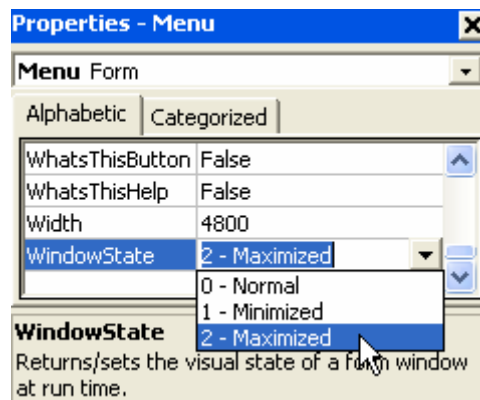 Properties - Menu
Menu Form
Alphabetic Categorized
WhatsThisButton False
WhatsThisHelp False
Width 4800
WindowState 2 - Maximized
0 - Normal
1 - Minimized
2 - Maximized
WindowState
Returns/sets the visual state of a form window
at run time.